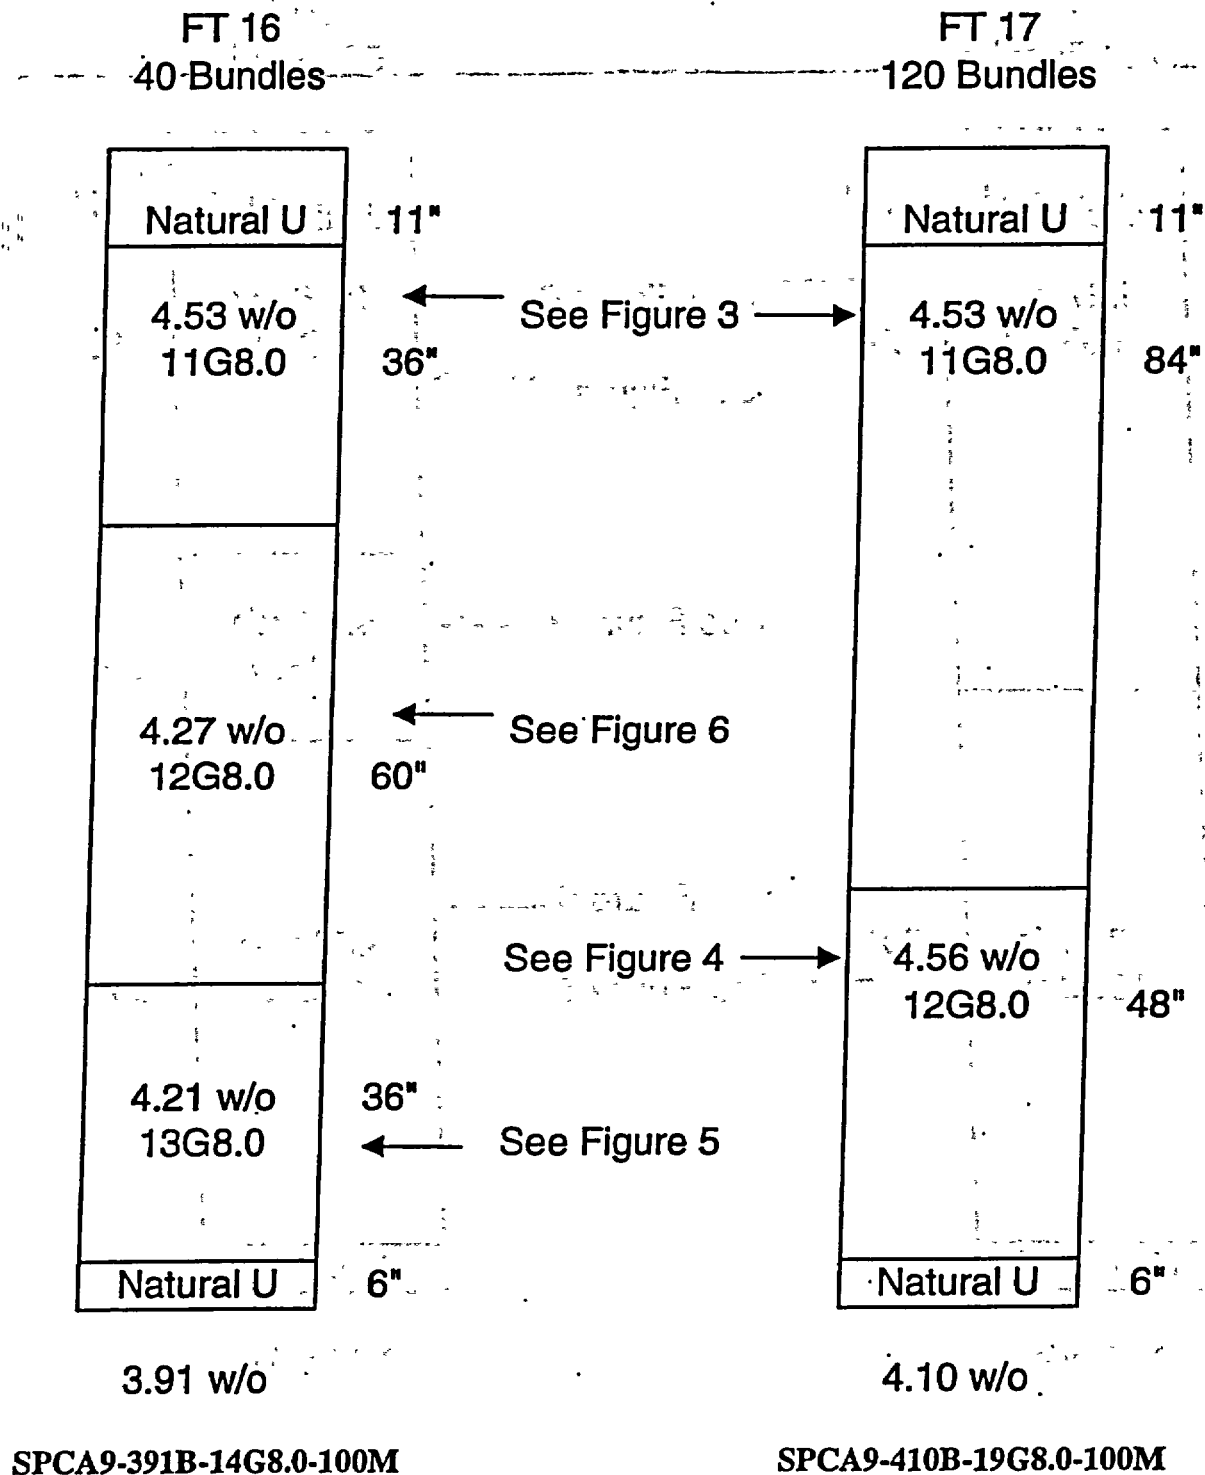 FT 16
40 Bundles
Natural U
11"
4.53 w/o
11G8.0
36"
4.27 w/o
12G8.0
60"
4.21 w/o
13G8.0
36"
Natural U
6"
3.91 w/o
SPCA9-391B-14G8.0-100M
See Figure 3
See Figure 6
See Figure 4
See Figure 5
FT 17
120 Bundles
Natural U
11"
4.53 w/o
11G8.0
84"
4.56 w/o
12G8.0
48"
Natural U
6"
4.10 w/o
SPCA9-410B-19G8.0-100M